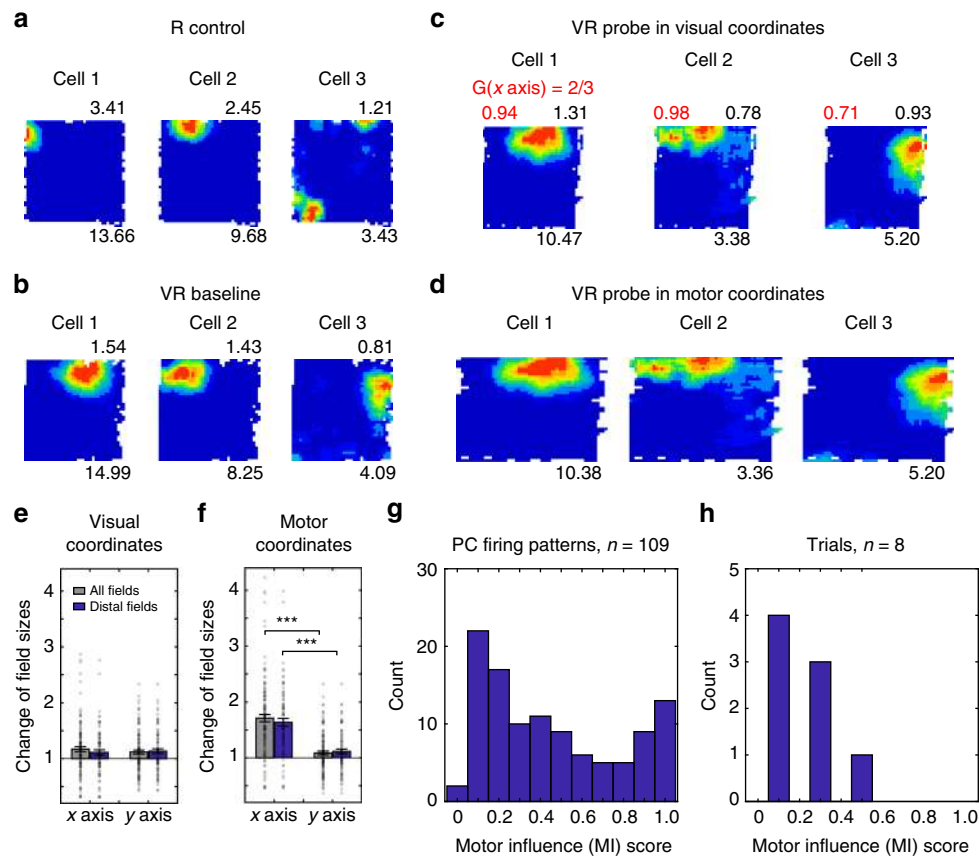 a
R control
Cell 1 Cell 2 Cell 3
3.41 2.45 1.21
13.66 9.68 3.43
b
VR baseline
Cell 1 Cell 2 Cell 3
1.54 1.43 0.81
14.99 8.25 4.09
c
VR probe in visual coordinates
Cell 1 Cell 2 Cell 3
G(x axis) = 2/3
0.94 1.31 0.98 0.78 0.71 0.93
10.47 3.38 5.20
d
VR probe in motor coordinates
Cell 1 Cell 2 Cell 3
10.38 3.36 5.20
e
Visual
coordinates
Change of field sizes
4
3
2
1
All fields
Distal fields
x axis y axis
f
Motor
coordinates
Change of field sizes
4
3
2
1
***
***
x axis y axis
g
PC firing patterns, n = 109
Count
30
20
10
0
0 0.2 0.4 0.6 0.8 1.0
Motor influence (MI) score
h
Trials, n = 8
Count
5
4
3
2
1
0
0 0.2 0.4 0.6 0.8 1.0
Motor influence (MI) score